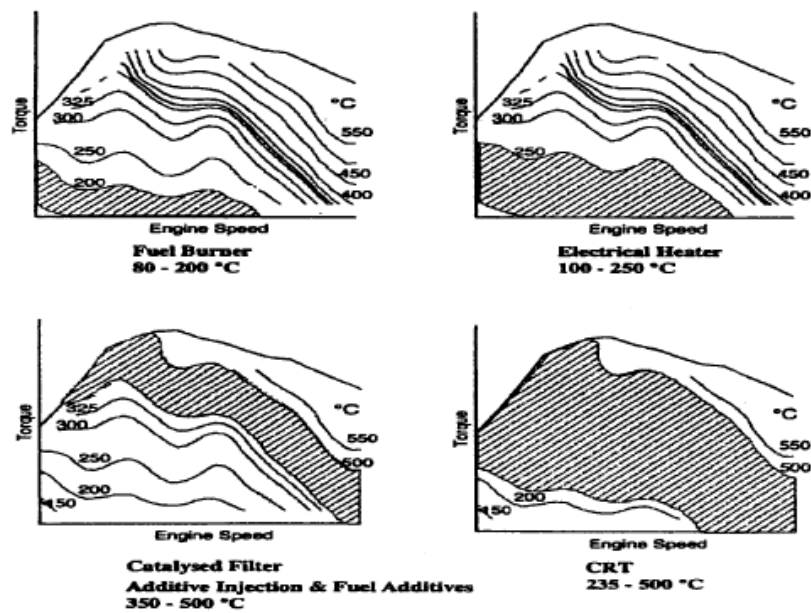 Torque
°C
325
300
250
200
550
450
400
Engine Speed
Fuel Burner
80 - 200 °C
Torque
°C
325
300
250
550
450
400
Engine Speed
Electrical Heater
100 - 250 °C
Torque
°C
325
300
250
200
150
550
500
Engine Speed
Catalysed Filter
Additive Injection & Fuel Additives
350 - 500 °C
Torque
°C
200
150
550
500
Engine Speed
CRT
235 - 500 °C